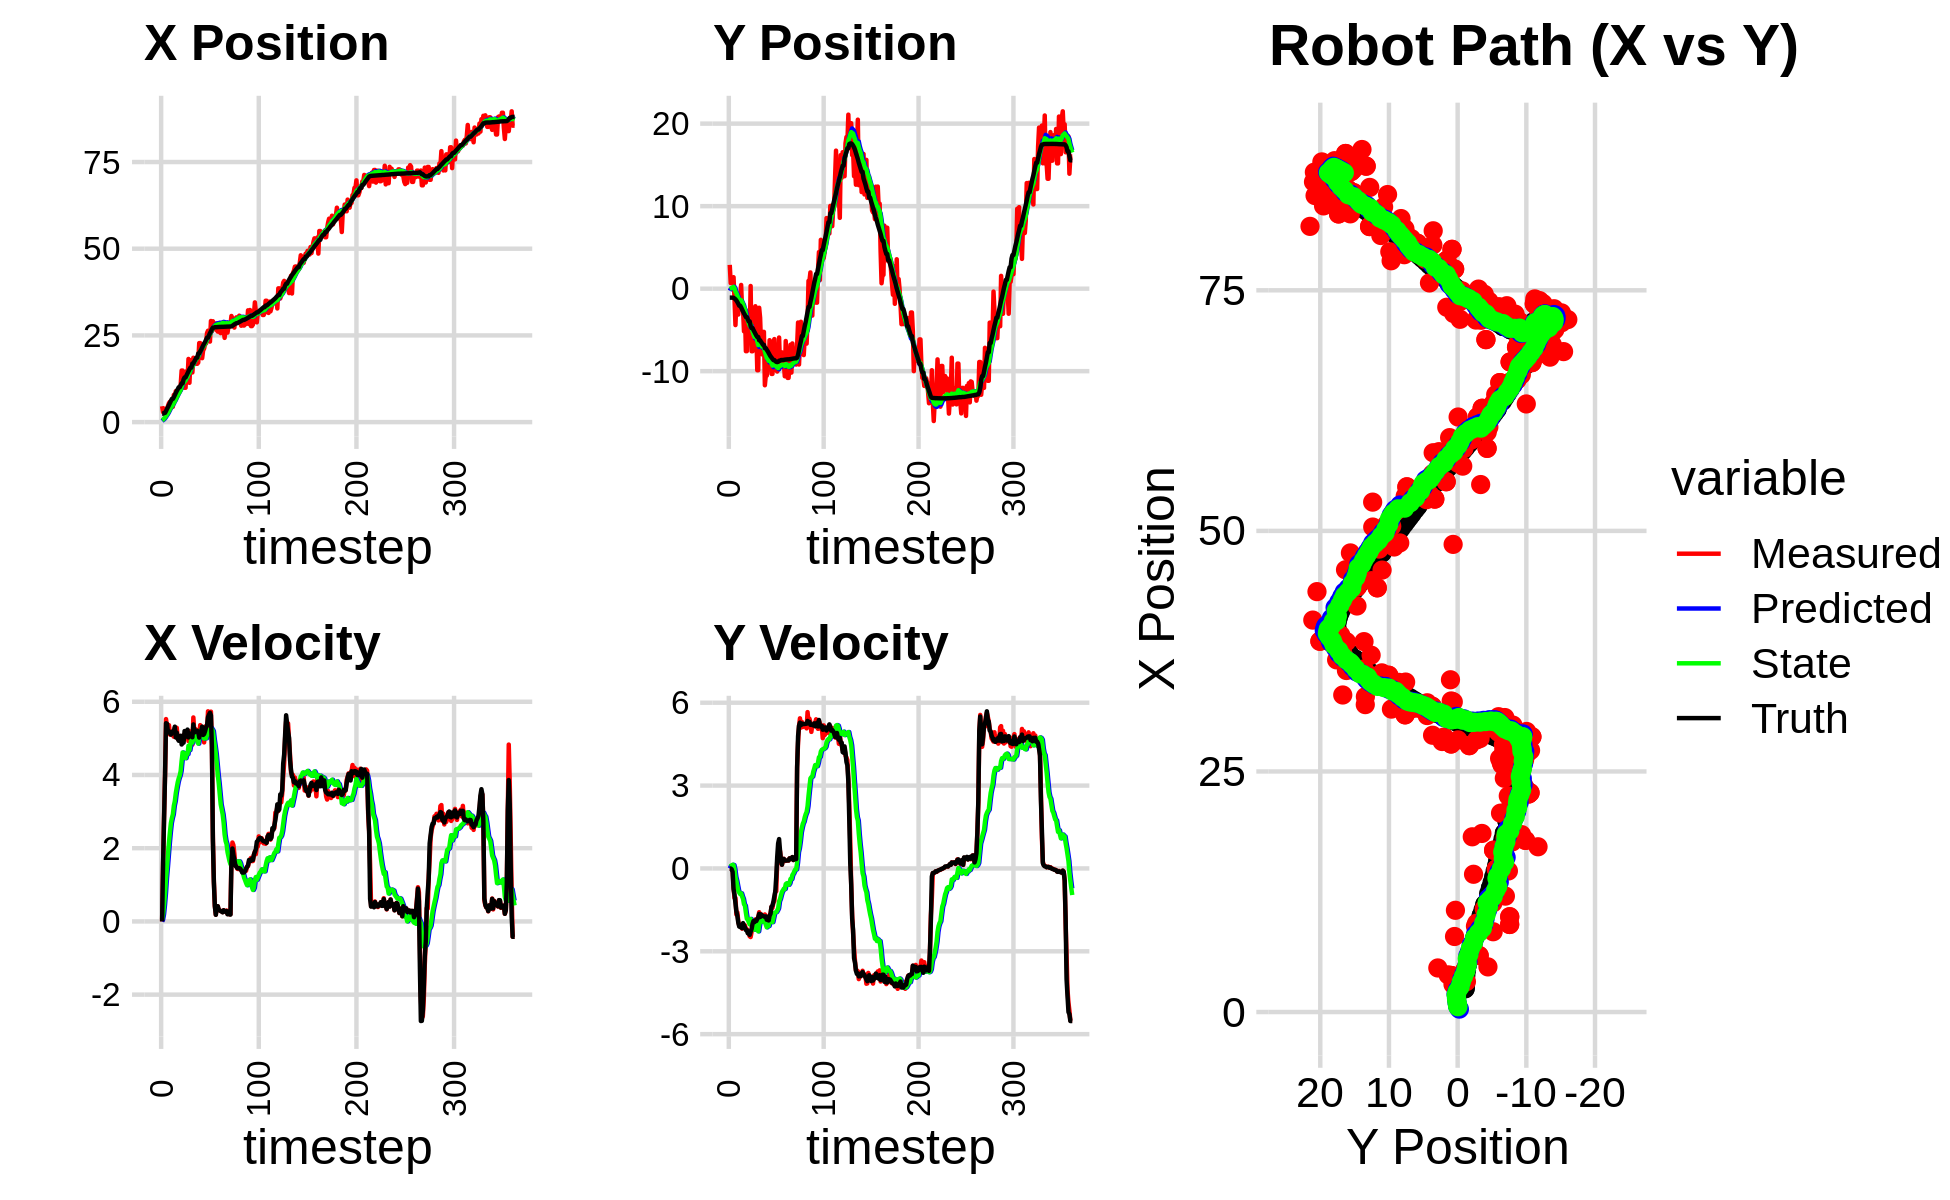 X Position
75
50
25
0
0
100
200
300
timestep
Y Position
20
10
0
-10
0
100
200
300
timestep
X Velocity
6
4
2
0
-2
0
100
200
300
timestep
Y Velocity
6
3
0
-3
-6
0
100
200
300
timestep
Robot Path (X vs Y)
X Position
75
50
25
0
20 10 0 -10 -20
Y Position
variable
Measured
Predicted
State
Truth